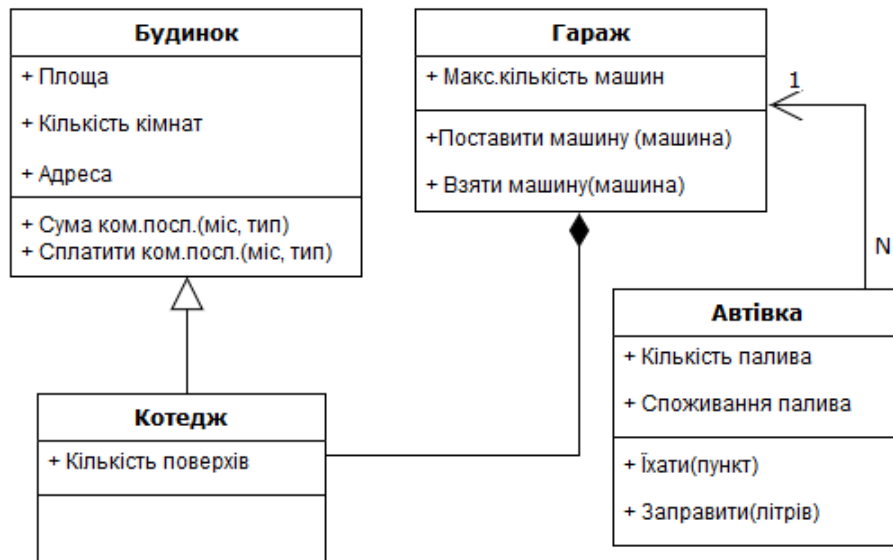 Будинок
+ Площа
+ Кількість кімнат
+ Адреса
+ Сума ком.посл.(міс, тип)
+ Сплатити ком.посл.(міс, тип)
Гараж
+ Макс.кількість машин
+Поставити машину (машина)
+ Взяти машину(машина)
1
N
Автівка
+ Кількість палива
+ Споживання палива
+ Їхати(пункт)
+ Заправити(літрів)
Котедж
+ Кількість поверхів